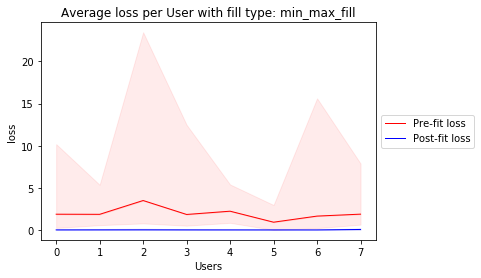 Average loss per User with fill type: min_max_fill
20
15
10
5
0
loss
0 1 2 3 4 5 6 7
Users
Pre-fit loss
Post-fit loss